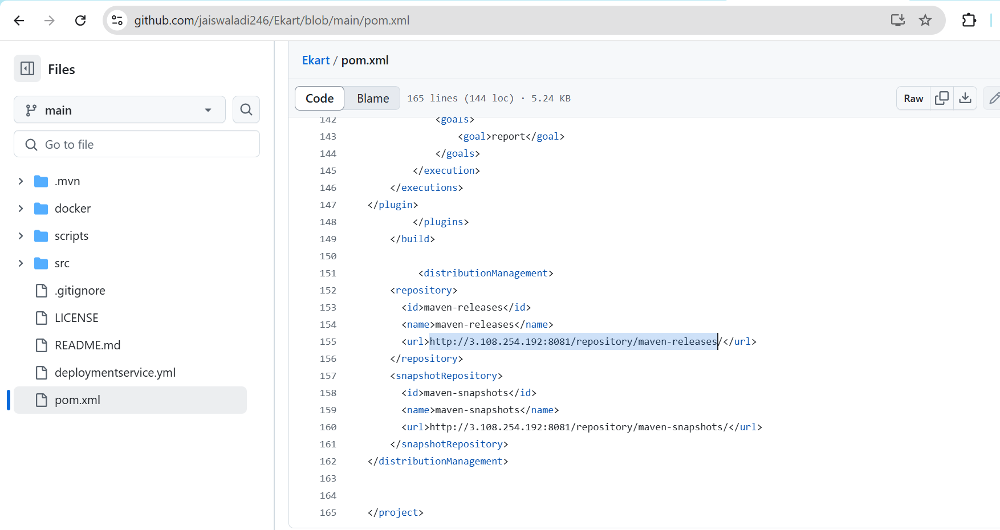 github.com/jaiswaladi246/Ekart/blob/main/pom.xml
Files
main
Go to file
.mvn
docker
scripts
src
.gitignore
LICENSE
README.md
deploymentservice.yml
pom.xml
Ekart / pom.xml
Code Blame 165 lines (144 loc) · 5.24 KB Raw
142 <goals>
143 <goal>report</goal>
144 </goals>
145 </execution>
146 </executions>
147 </plugin>
148 </plugins>
149 </build>
150
151 <distributionManagement>
152 <repository>
153 <id>maven-releases</id>
154 <name>maven-releases</name>
155 <url>http://3.108.254.192:8081/repository/maven-releases/</url>
156 </repository>
157 <snapshotRepository>
158 <id>maven-snapshots</id>
159 <name>maven-snapshots</name>
160 <url>http://3.108.254.192:8081/repository/maven-snapshots/</url>
161 </snapshotRepository>
162 </distributionManagement>
163
164
165 </project>